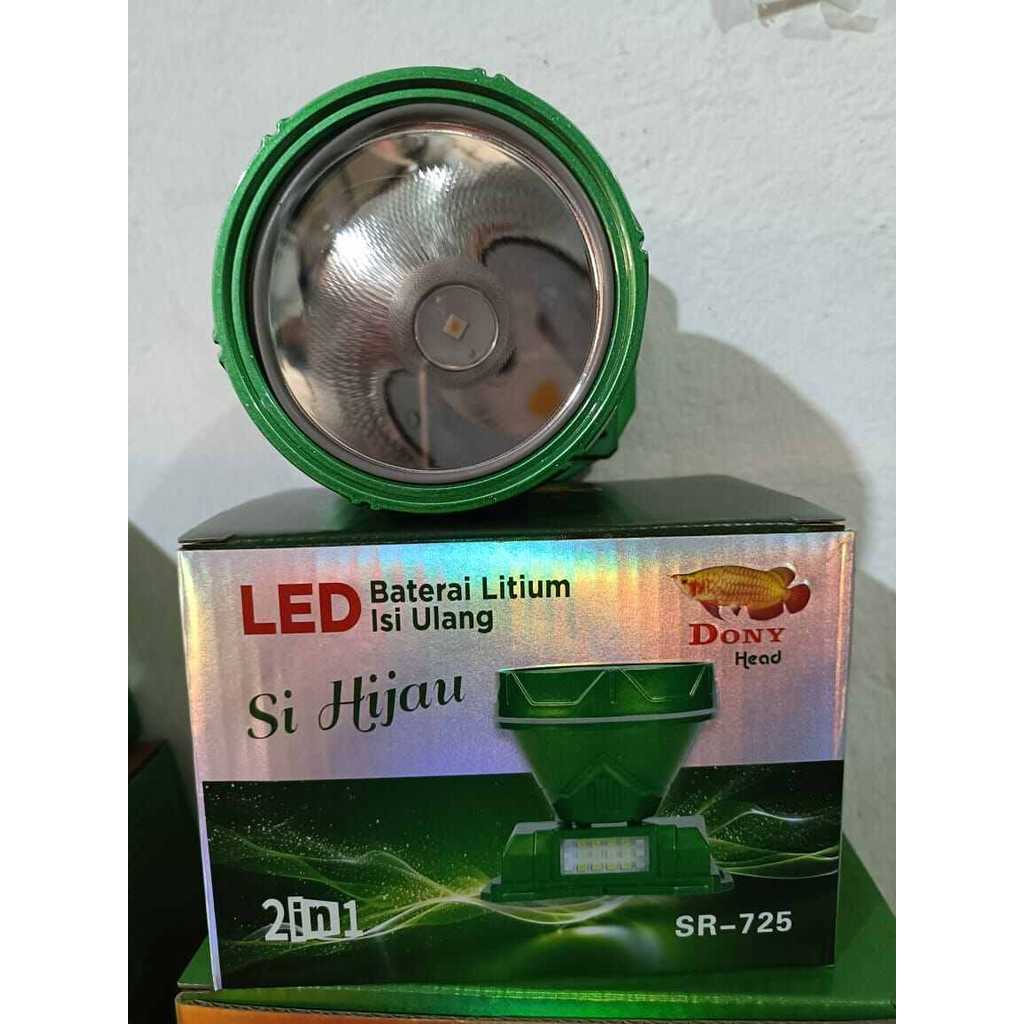 LED Baterai Litium
Isi Ulang
DONY
Head
Si Hijau
2in1
SR-725